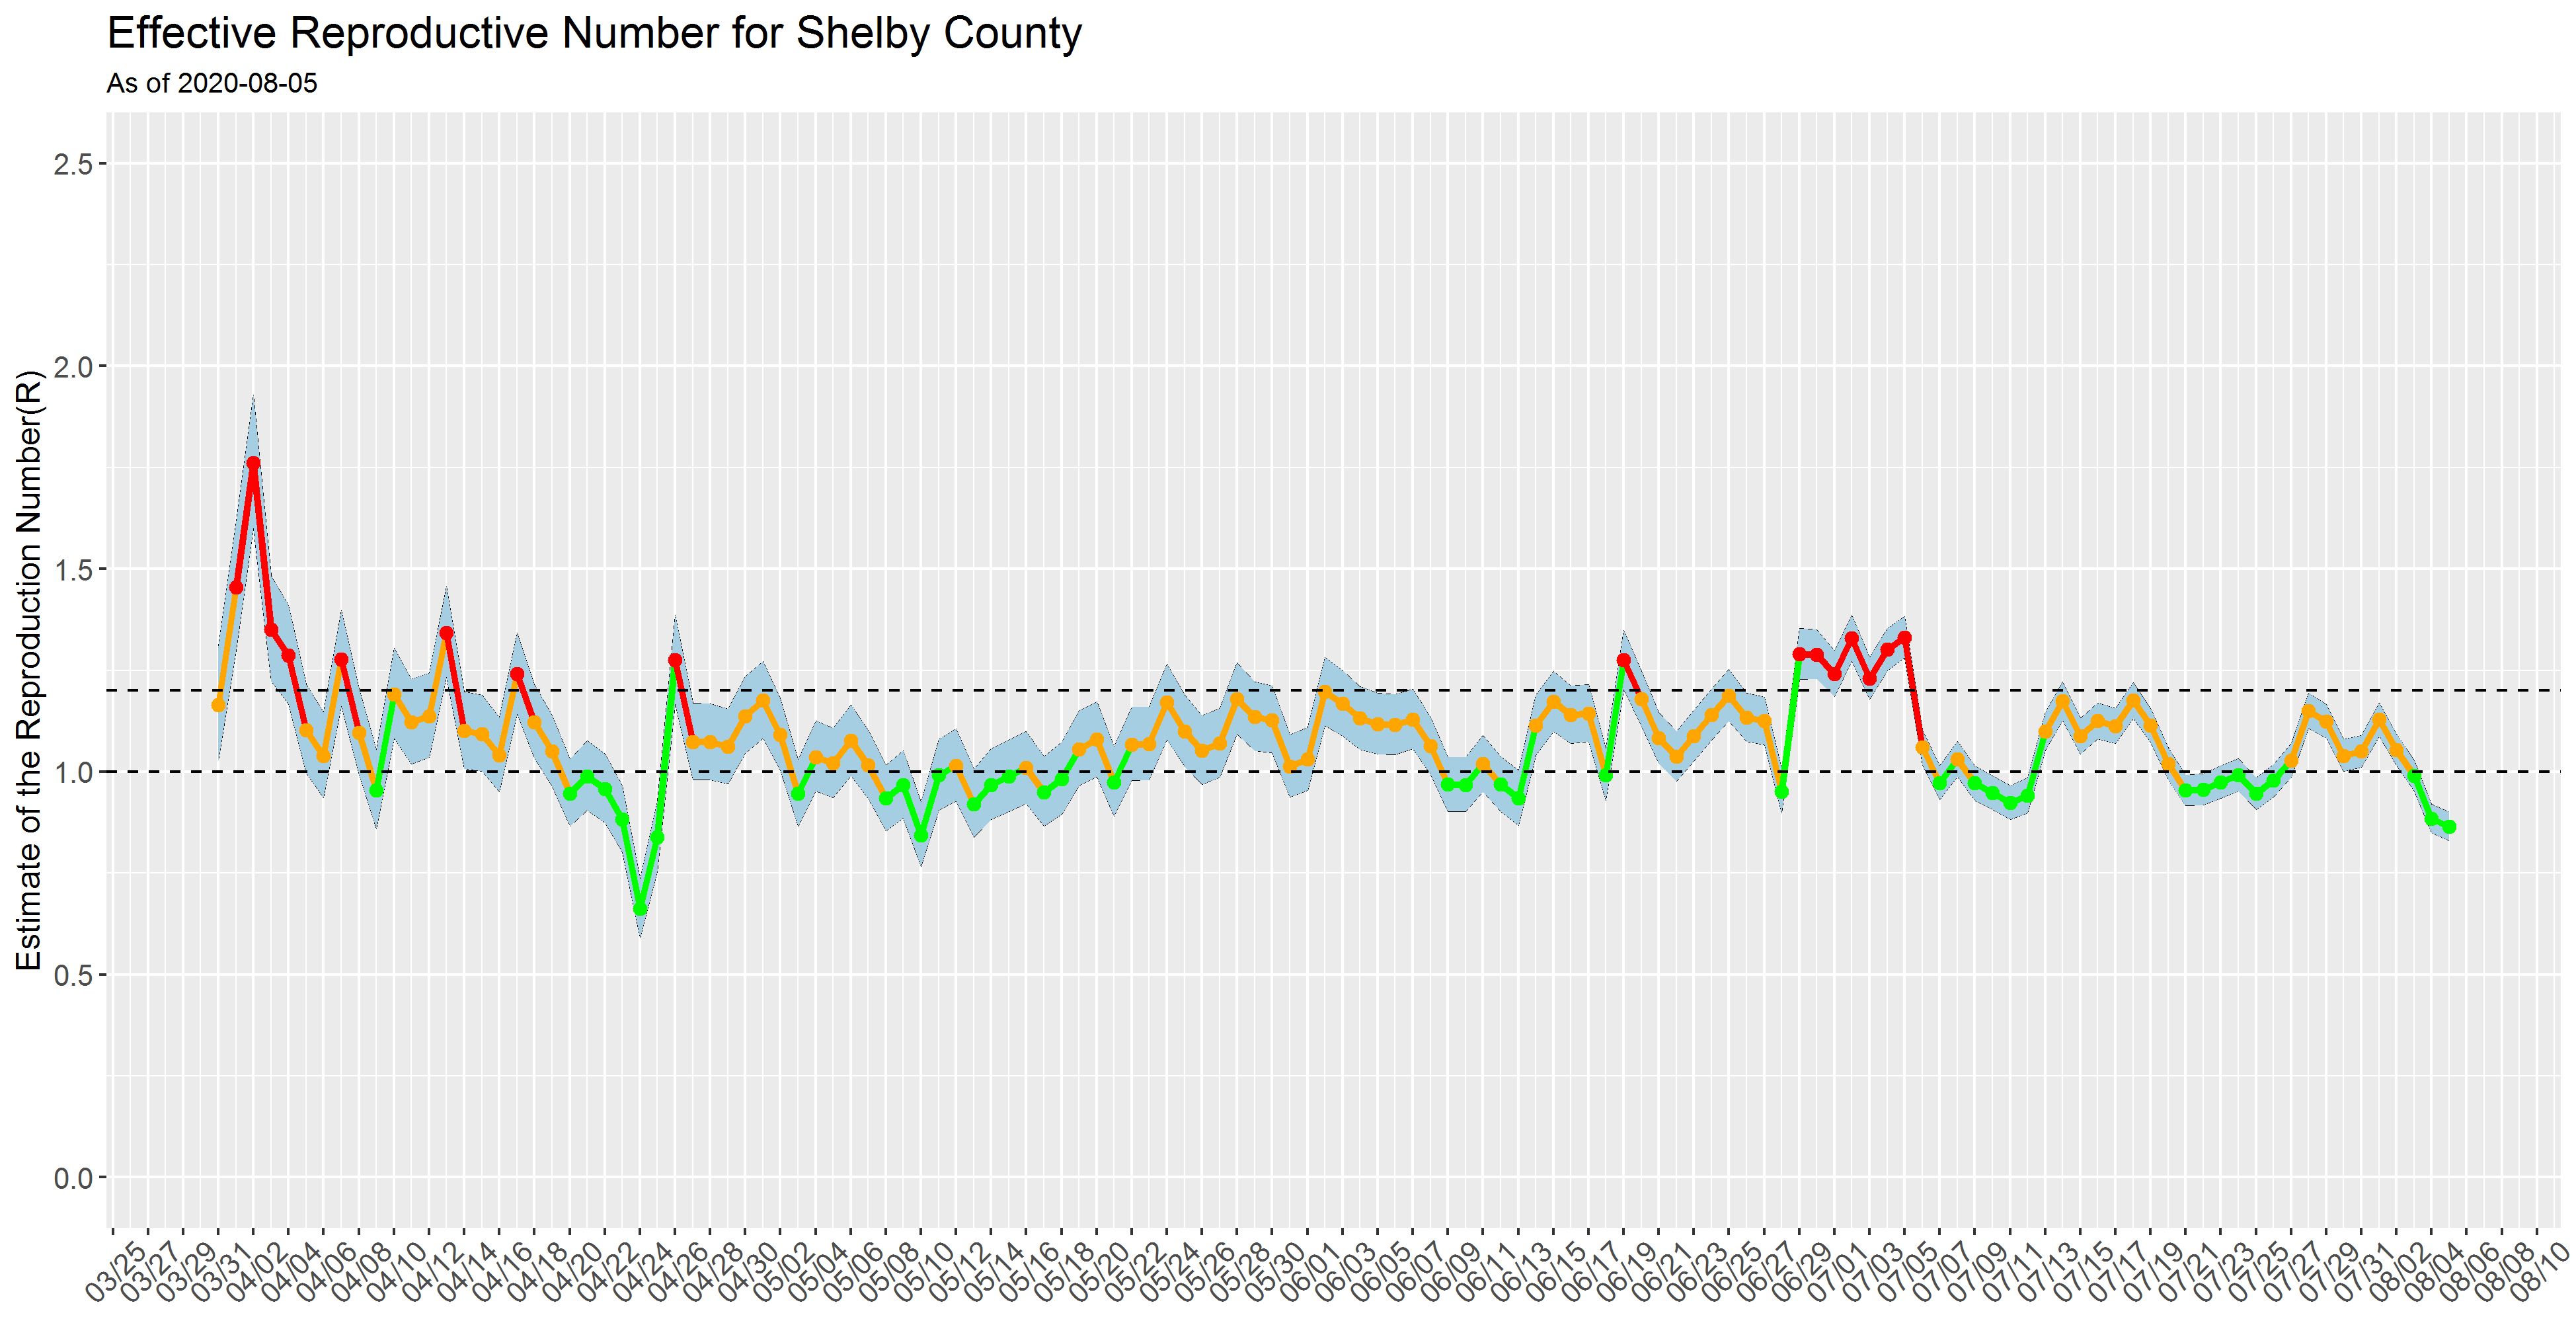 Effective Reproductive Number for Shelby County
As of 2020-08-05
Estimate of the Reproduction Number(R)
2.5
2.0
1.5
1.0
0.5
0.0
03/25 03/27 03/29 03/31 04/02 04/04 04/06 04/08 04/10 04/12 04/14 04/16 04/18 04/20 04/22 04/24 04/26 04/28 04/30 05/02 05/04 05/06 05/08 05/10 05/12 05/14 05/16 05/18 05/20 05/22 05/24 05/26 05/28 05/30 06/01 06/03 06/05 06/07 06/09 06/11 06/13 06/15 06/17 06/19 06/21 06/23 06/25 06/27 06/29 07/01 07/03 07/05 07/07 07/09 07/11 07/13 07/15 07/17 07/19 07/21 07/23 07/25 07/27 07/29 07/31 08/02 08/04 08/06 08/08 08/10